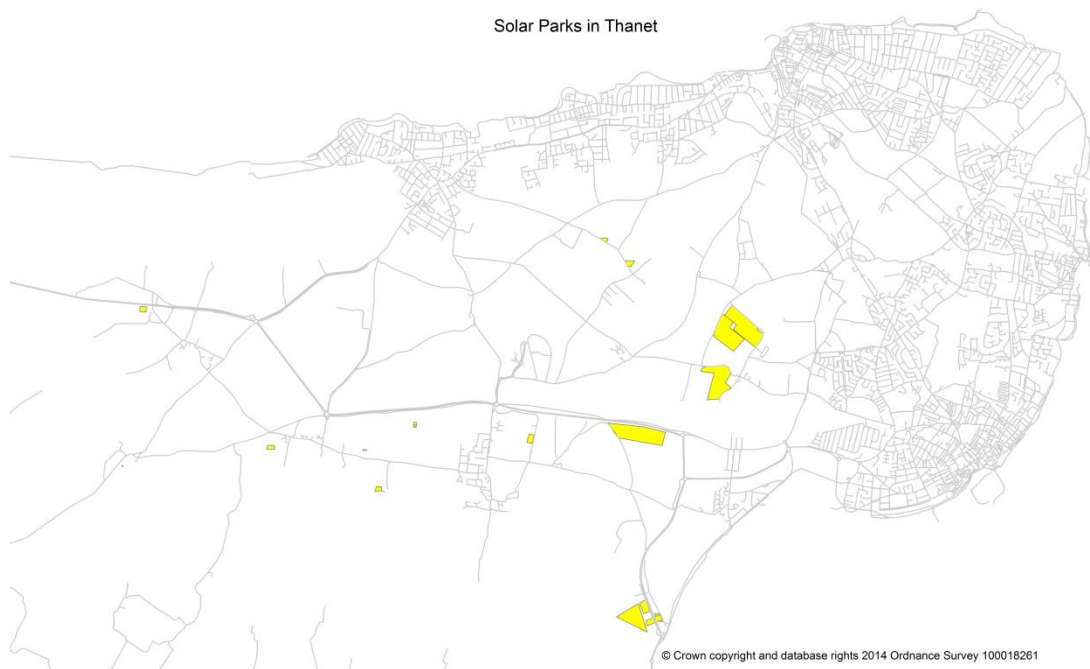 Solar Parks in Thanet
© Crown copyright and database rights 2014 Ordnance Survey 100018261